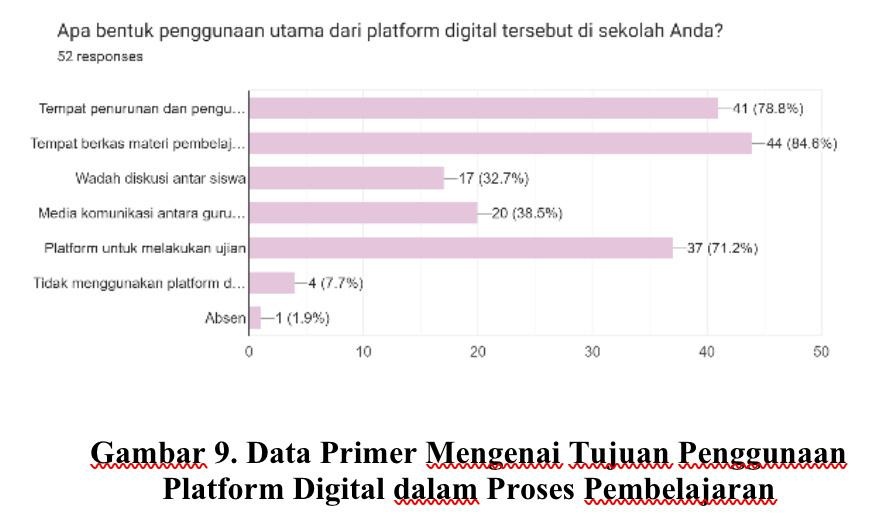 Apa bentuk penggunaan utama dari platform digital tersebut di sekolah Anda?
52 responses
Tempat penurunan dan pengu... 41 (78.8%)
Tempat berkas materi pembelaj... 44 (84.6%)
Wadah diskusi antar siswa 17 (32.7%)
Media komunikasi antara guru... 20 (38.5%)
Platform untuk melakukan ujian 37 (71.2%)
Tidak menggunakan platform d... 4 (7.7%)
Absen 1 (1.9%)
0 10 20 30 40 50
Gambar 9. Data Primer Mengenai Tujuan Penggunaan
Platform Digital dalam Proses Pembelajaran